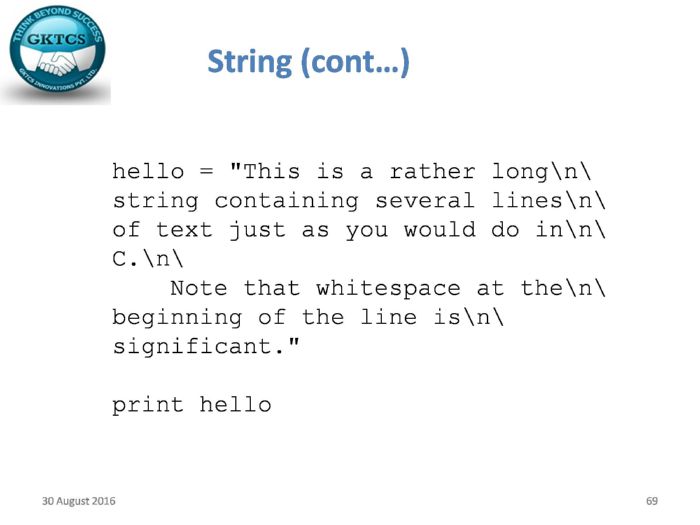 THINK BEYOND SUCCESS
GKTCS
GKTCS INNOVATIONS PVT. LTD.
String (cont…)
hello = "This is a rather long\n\
string containing several lines\n\
of text just as you would do in\n\
C.\n\
    Note that whitespace at the\n\
beginning of the line is\n\
significant."
print hello
30 August 2016
69